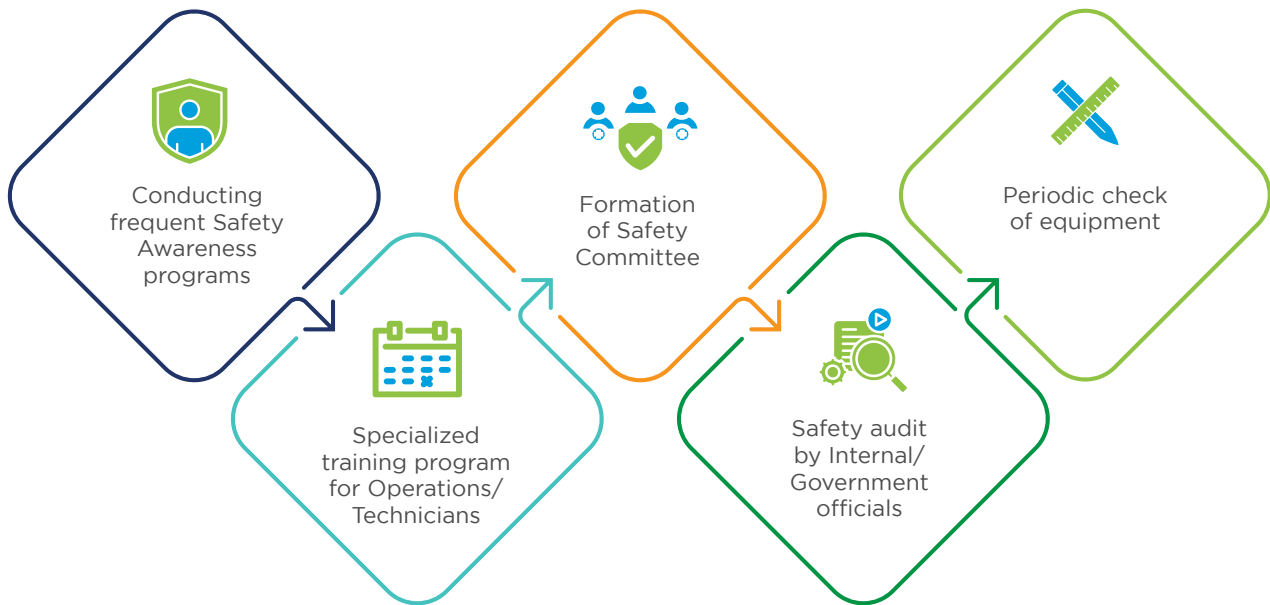 Conducting
frequent Safety
Awareness
programs
Specialized
training program
for Operations/
Technicians
Formation
of Safety
Committee
Safety audit
by Internal/
Government
officials
Periodic check
of equipment